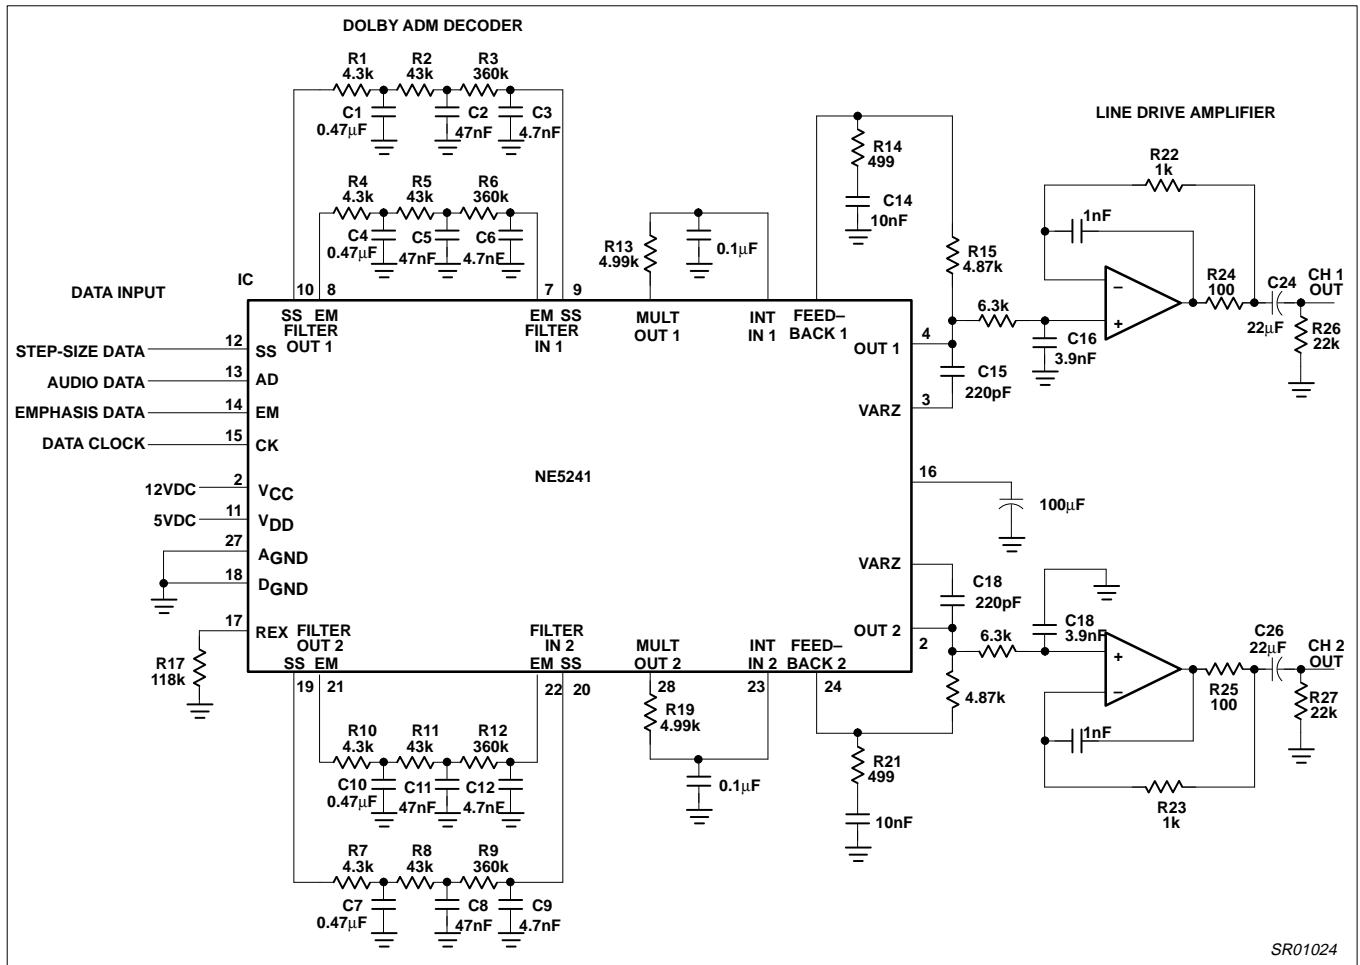 DOLBY ADM DECODER
R1
4.3k
R2
43k
R3
360k
C1
0.47µF
C2
47nF
C3
4.7nF
R4
4.3k
R5
43k
R6
360k
C4
0.47µF
C5
47nF
C6
4.7nF
LINE DRIVE AMPLIFIER
R14
499
C14
10nF
R13
4.99k
0.1µF
R15
4.87k
R22
1k
1nF
R24
100
C24
22µF
CH 1
OUT
R26
22k
6.3k
C16
3.9nF
C15
220pF
DATA INPUT
IC
10
8
7
9
SS EM
FILTER
OUT 1
EM SS
FILTER
IN 1
MULT
OUT 1
INT
IN 1
FEED–
BACK 1
OUT 1
4
VARZ
3
STEP-SIZE DATA
12
SS
AUDIO DATA
13
AD
EMPHASIS DATA
14
EM
DATA CLOCK
15
CK
NE5241
16
100µF
12VDC
2
VCC
5VDC
11
VDD
27
AGND
18
DGND
17
REX
R17
118k
VARZ
C18
220pF
OUT 2
2
6.3k
C18
3.9nF
4.87k
C26
22µF
CH 2
OUT
R25
100
R27
22k
1nF
R23
1k
FILTER
OUT 2
SS EM
FILTER
IN 2
EM SS
MULT
OUT 2
INT
IN 2
FEED–
BACK 2
19
21
22
20
28
23
24
R19
4.99k
0.1µF
R21
499
10nF
R10
4.3k
R11
43k
R12
360k
C10
0.47µF
C11
47nF
C12
4.7nF
R7
4.3k
R8
43k
R9
360k
C7
0.47µF
C8
47nF
C9
4.7nF
SR01024